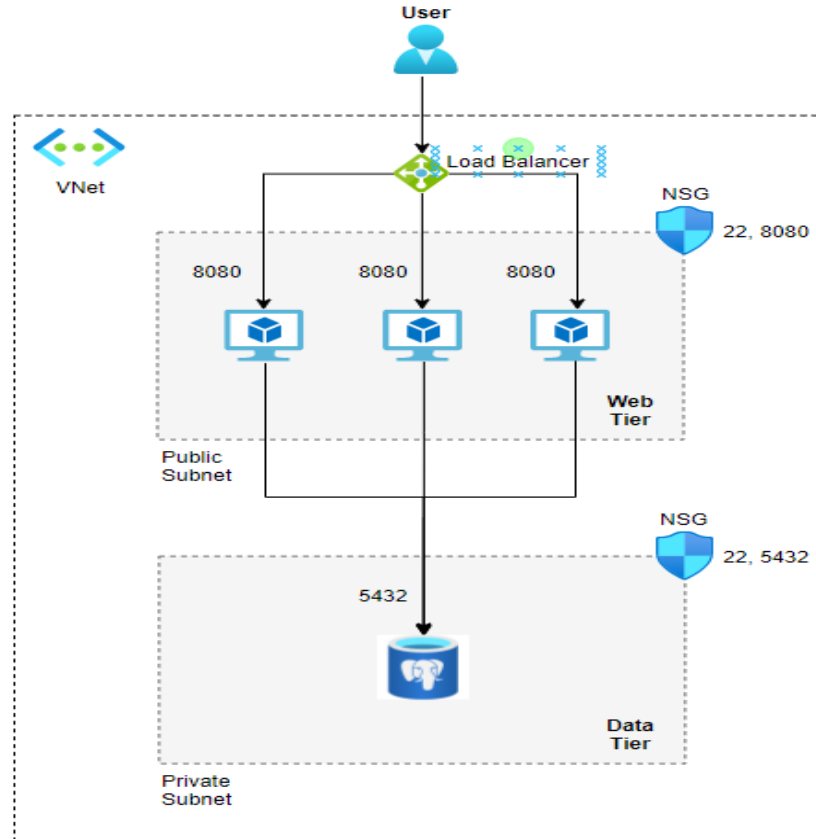 User
VNet
Load Balancer
NSG
22, 8080
8080
8080
8080
Web
Tier
Public
Subnet
NSG
22, 5432
5432
Data
Tier
Private
Subnet